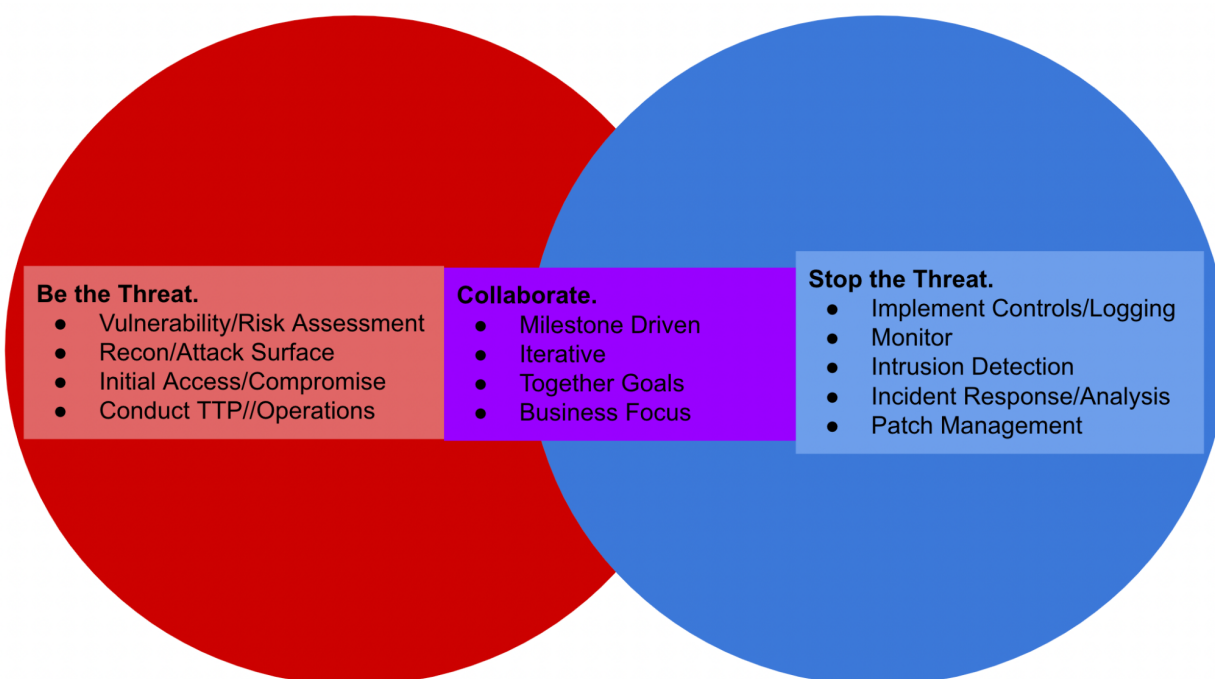 Be the Threat.
● Vulnerability/Risk Assessment
● Recon/Attack Surface
● Initial Access/Compromise
● Conduct TTP//Operations
Collaborate.
● Milestone Driven
● Iterative
● Together Goals
● Business Focus
Stop the Threat.
● Implement Controls/Logging
● Monitor
● Intrusion Detection
● Incident Response/Analysis
● Patch Management